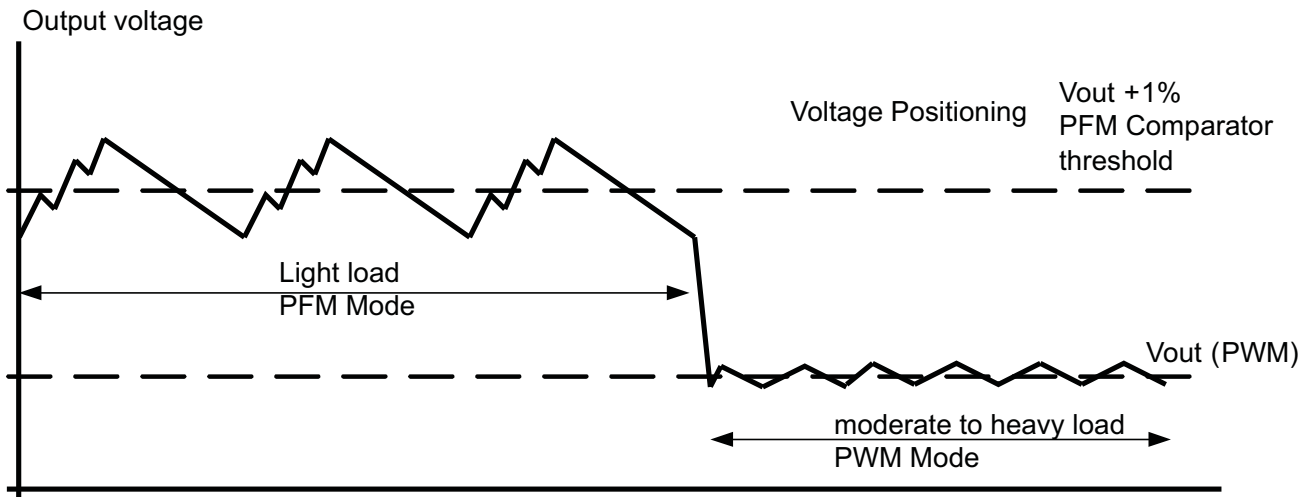 Output voltage
Voltage Positioning
Vout +1%
PFM Comparator
threshold
Light load
PFM Mode
Vout (PWM)
moderate to heavy load
PWM Mode